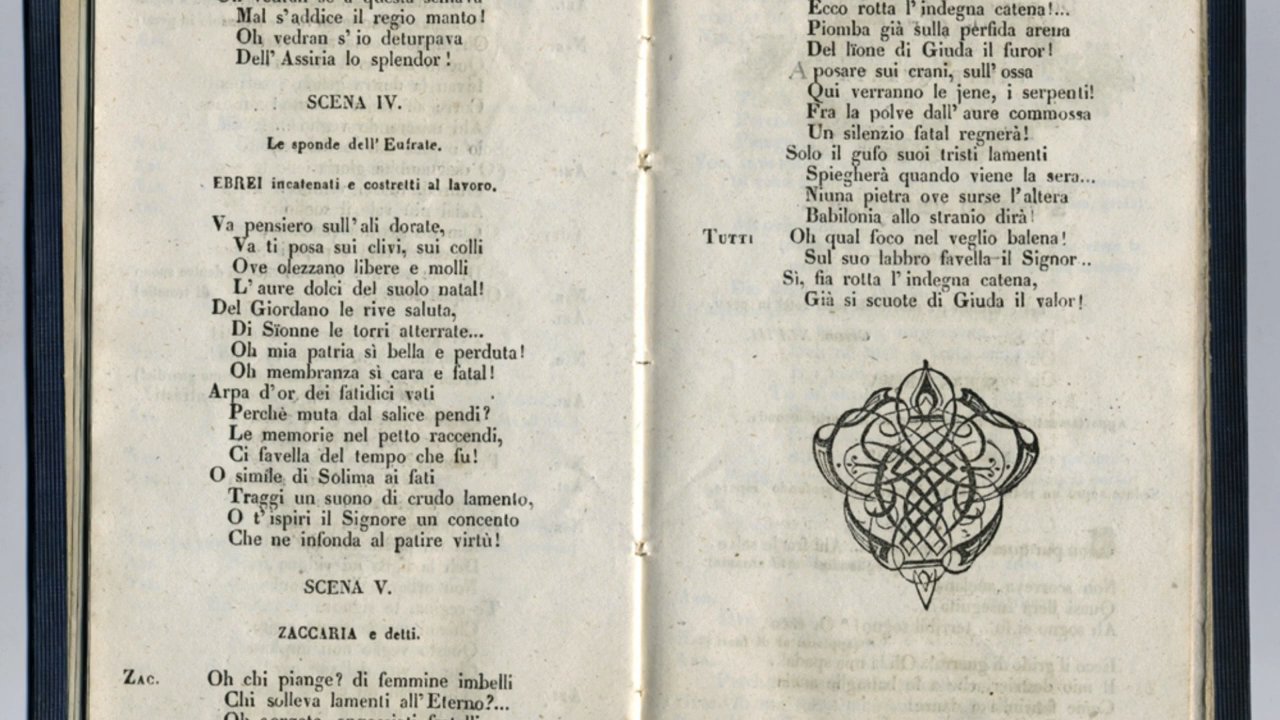 Mal s'addice il regio manto!
Oh vedran s'io deturpava
Dell'Assiria lo splendor!
SCENA IV.
Le sponde dell'Eufrate.
EBREI incatenati e costretti al lavoro.
Va pensiero sull'ali dorate,
Va ti posa sui clivi, sui colli
Ove olezzano libere e molli
L'aure dolci del suolo natal!
Del Giordano le rive saluta,
Di Sïonne le torri atterrate...
Oh mia patria sì bella e perduta!
Oh membranza sì cara e fatal!
Arpa d'or dei fatidici vati
Perchè muta dal salice pendi?
Le memorie nel petto raccendi,
Ci favella del tempo che fu!
O simile di Solima ai fati
Traggi un suono di crudo lamento,
O t'ispiri il Signore un concento
Che ne infonda al patire virtù!
SCENA V.
ZACCARIA e detti.
ZAC. Oh chi piange? di femmine imbelli
Chi solleva lamenti all'Eterno?...
Ecco rotta l'indegna catena!...
Piomba già sulla perfida arena
Del lïone di Giuda il furor!
A posare sui crani, sull'ossa
Qui verranno le jene, i serpenti!
Fra la polve dall'aure commossa
Un silenzio fatal regnerà!
Solo il gufo suoi tristi lamenti
Spiegherà quando viene la sera...
Niuna pietra ove surse l'altera
Babilonia allo stranio dirà!
TUTTI Oh qual foco nel veglio balena!
Sul suo labbro favella il Signor..
Sì, fia rotta l'indegna catena,
Già si scuote di Giuda il valor!